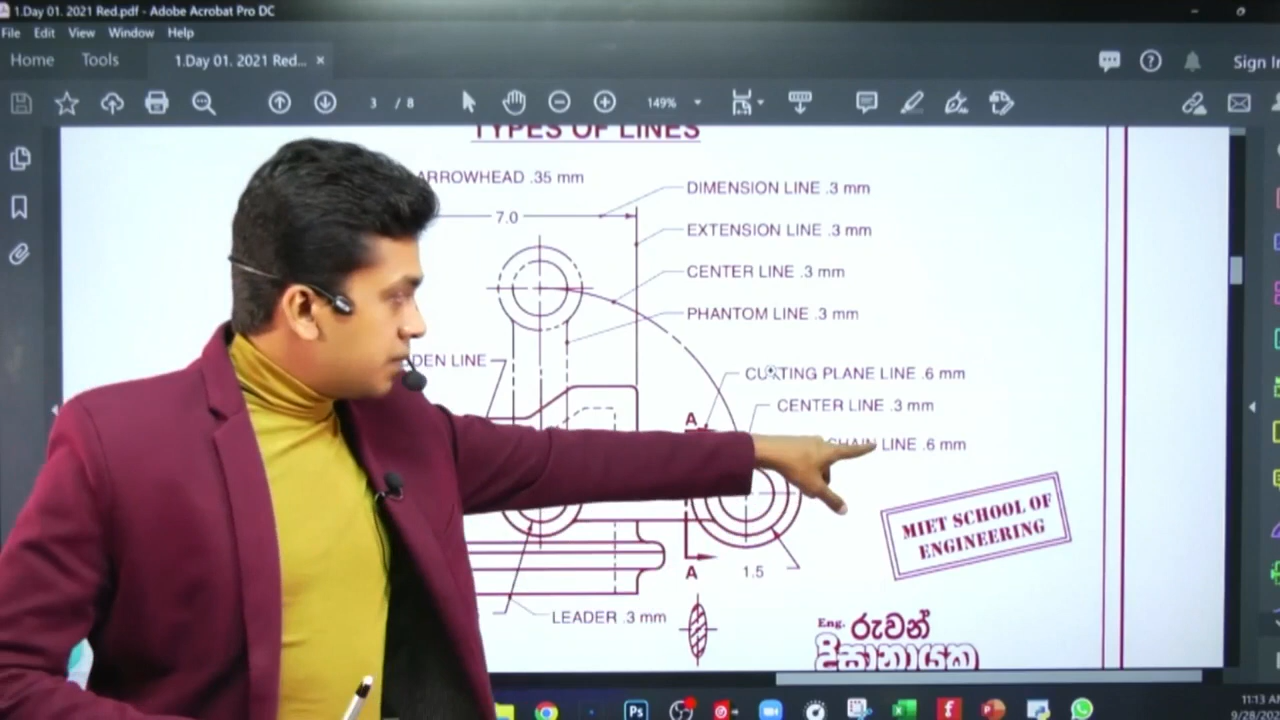 1.Day 01. 2021 Red.pdf - Adobe Acrobat Pro DC
File Edit View Window Help
Home Tools 1.Day 01. 2021 Red... ×
Sign In
3 / 8
149%
TYPES OF LINES
ARROWHEAD .35 mm
DIMENSION LINE .3 mm
7.0
EXTENSION LINE .3 mm
CENTER LINE .3 mm
PHANTOM LINE .3 mm
DEN LINE
CUTTING PLANE LINE .6 mm
CENTER LINE .3 mm
A
CHAIN LINE .6 mm
MIET SCHOOL OF
ENGINEERING
A
1.5
LEADER .3 mm
Eng. රුවන්
දිසානායක
Ps
11:13 A
9/28/202